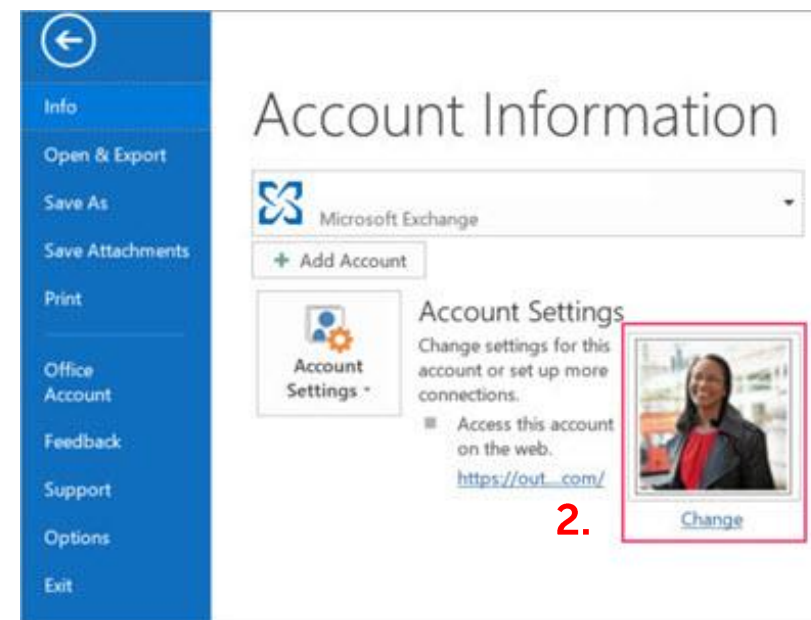 Info
Open & Export
Save As
Save Attachments
Print
Office
Account
Feedback
Support
Options
Exit
Account Information
Microsoft Exchange
+ Add Account
Account
Settings
Account Settings
Change settings for this
account or set up more
connections.
Access this account
on the web.
https://out...com/
2.
Change